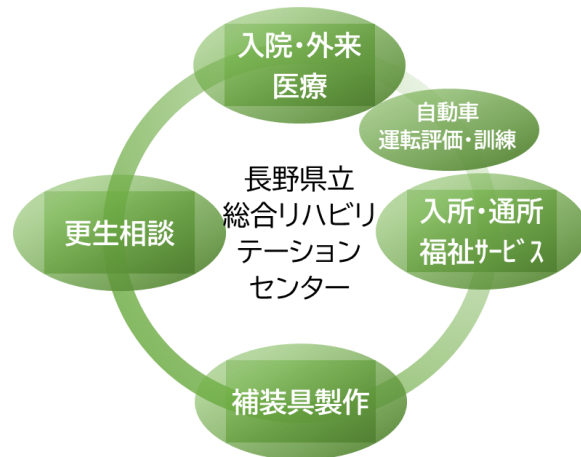 入院・外来
医療
自動車
運転評価・訓練
長野県立
総合リハビリ
テーション
センター
更生相談
入所・通所
福祉ｻｰﾋﾞｽ
補装具製作